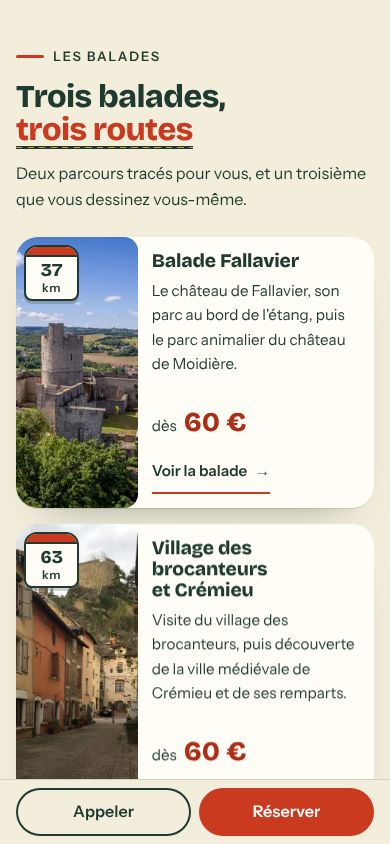 LES BALADES
Trois balades,
trois routes
Deux parcours tracés pour vous, et un troisième
que vous dessinez vous-même.
37
km
Balade Fallavier
Le château de Fallavier, son
parc au bord de l'étang, puis
le parc animalier du château
de Moidière.
dès 60 €
Voir la balade →
63
km
Village des
brocanteurs
et Crémieu
Visite du village des
brocanteurs, puis découverte
de la ville médiévale de
Crémieu et de ses remparts.
dès 60 €
Appeler
Réserver